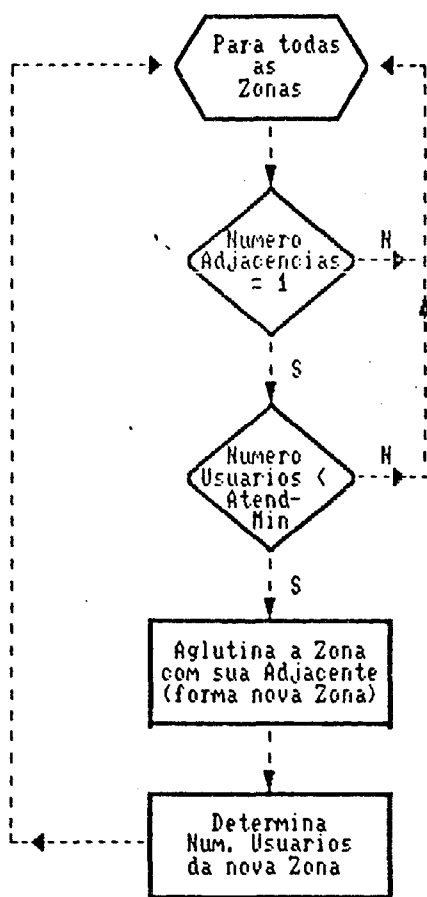 Para todas
as
Zonas
Numero
Adjacencias
= 1
N
S
Numero
Usuarios <
Atend-
Min
N
S
Aglutina a Zona
com sua Adjacente
(forma nova Zona)
Determina
Num. Usuarios
da nova Zona